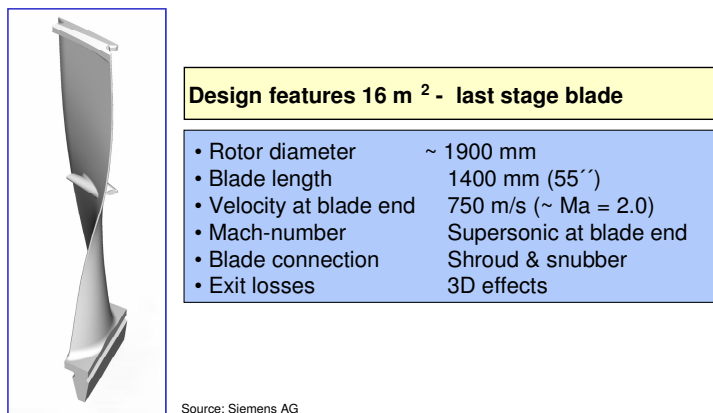 Design features 16 m ² - last stage blade
• Rotor diameter ~ 1900 mm
• Blade length 1400 mm (55´´)
• Velocity at blade end 750 m/s (~ Ma = 2.0)
• Mach-number Supersonic at blade end
• Blade connection Shroud & snubber
• Exit losses 3D effects
Source: Siemens AG